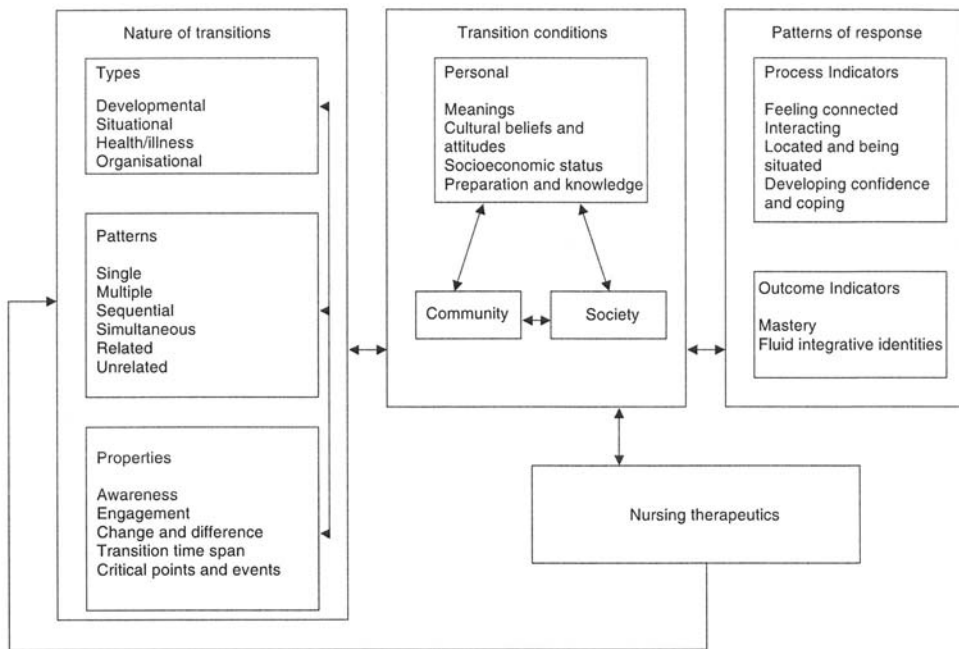 Nature of transitions
Types
Developmental
Situational
Health/illness
Organisational
Patterns
Single
Multiple
Sequential
Simultaneous
Related
Unrelated
Properties
Awareness
Engagement
Change and difference
Transition time span
Critical points and events
Transition conditions
Personal
Meanings
Cultural beliefs and
attitudes
Socioeconomic status
Preparation and knowledge
Community
Society
Patterns of response
Process Indicators
Feeling connected
Interacting
Located and being
situated
Developing confidence
and coping
Outcome Indicators
Mastery
Fluid integrative identities
Nursing therapeutics